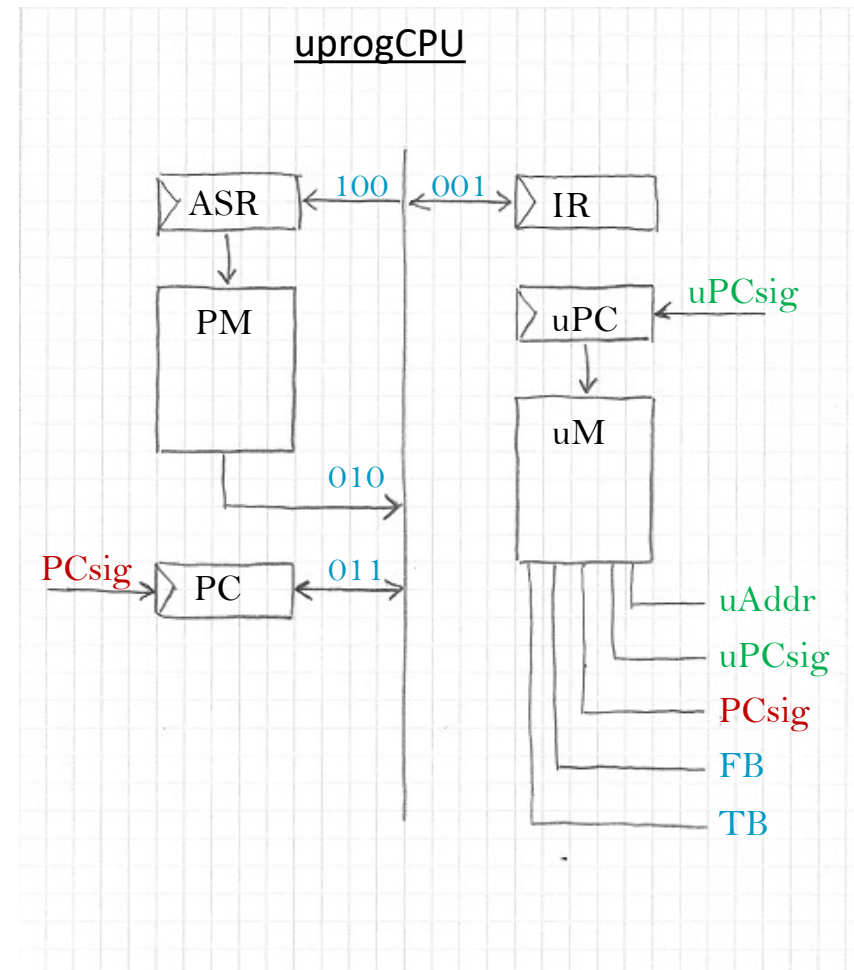 uprogCPU
ASR
100
001
IR
PM
uPC
uPCsig
uM
010
PCsig
PC
011
uAddr
uPCsig
PCsig
FB
TB